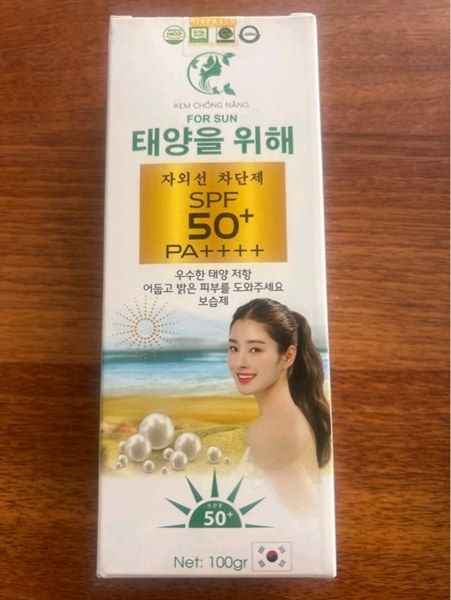 KEM CHỐNG NẮNG
FOR SUN
태양을 위해
자외선 차단제
SPF
50+
PA++++
우수한 태양 저항
어둡고 밝은 피부를 도와주세요
보습제
SPF
50+
Net: 100gr